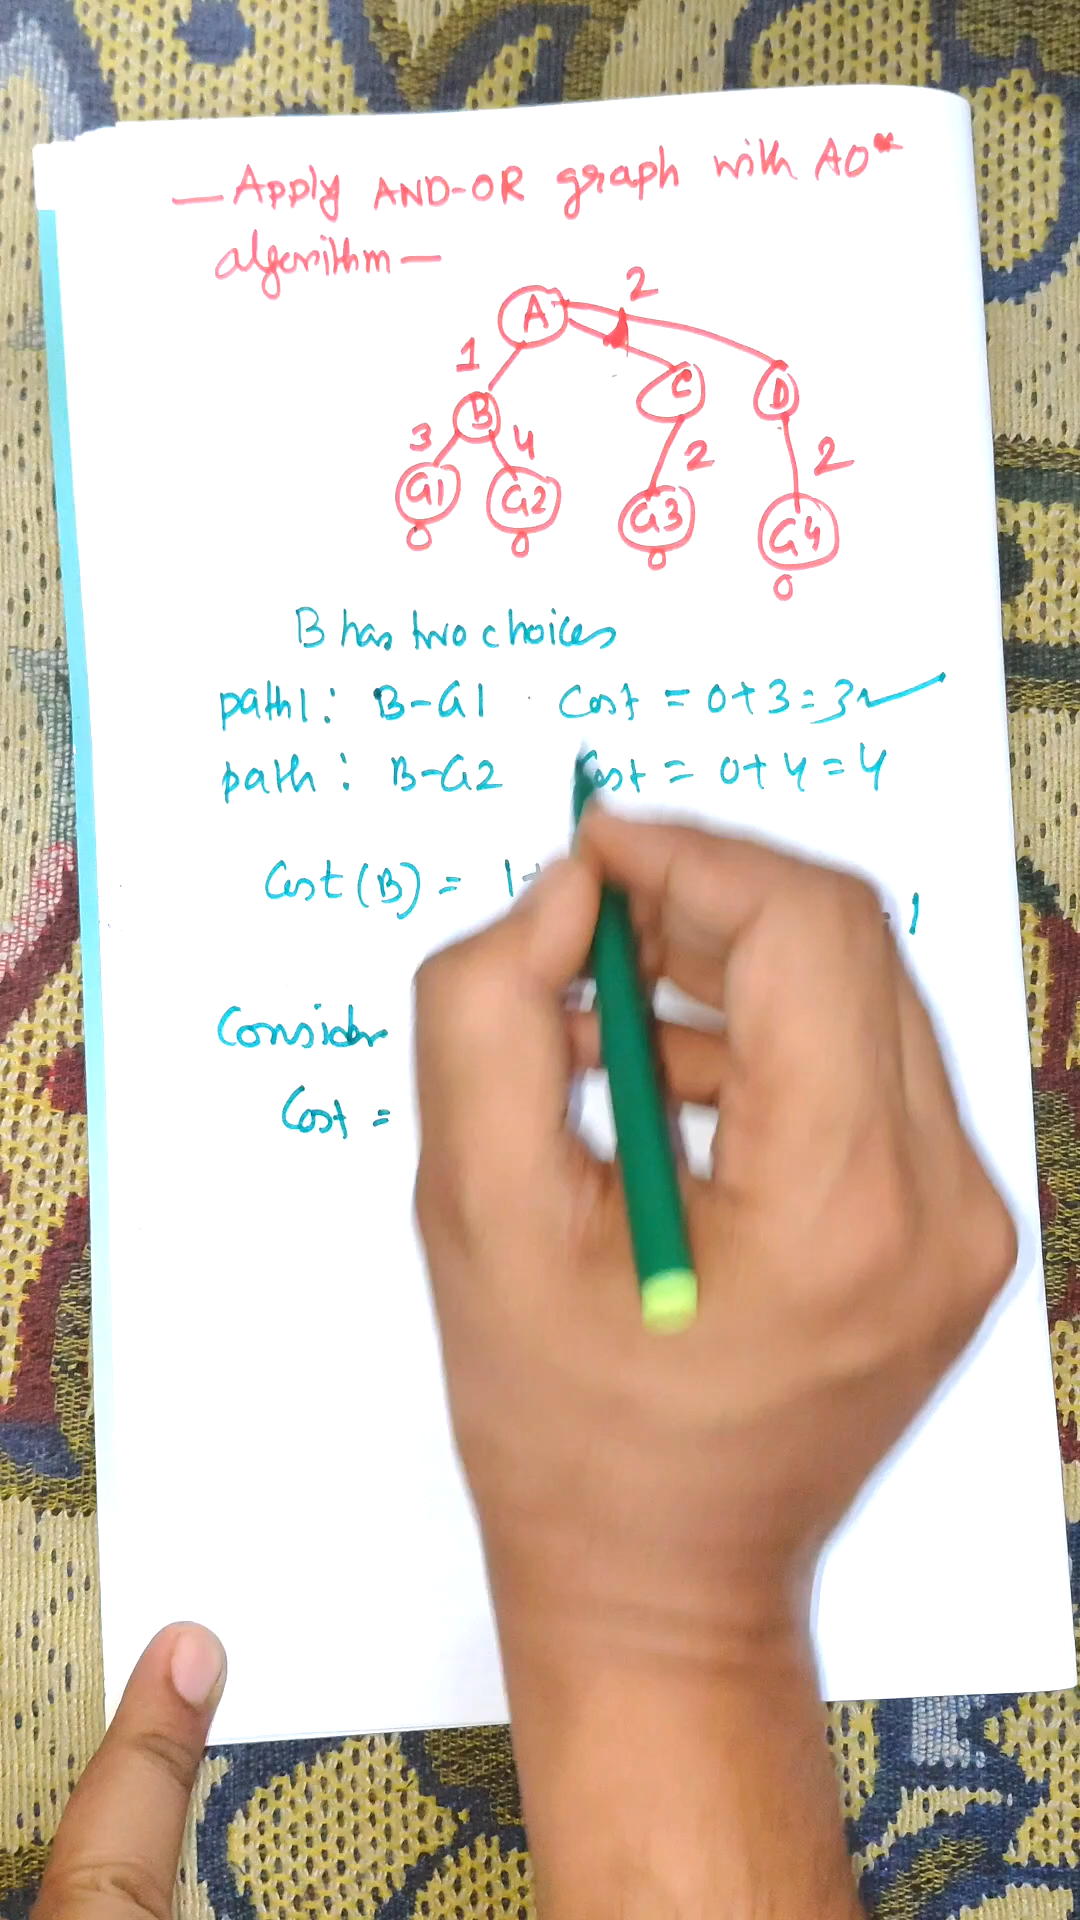 — Apply AND-OR graph with AO*
algorithm —
2
A
1
C
D
B
3
4
2
2
G1
G2
G3
G4
0
0
0
0
B has two choices
path1: B-G1 Cost = 0+3=3✓
path: B-G2 Cost = 0+4=4
Cost(B) = 1+
1
Consider
Cost =